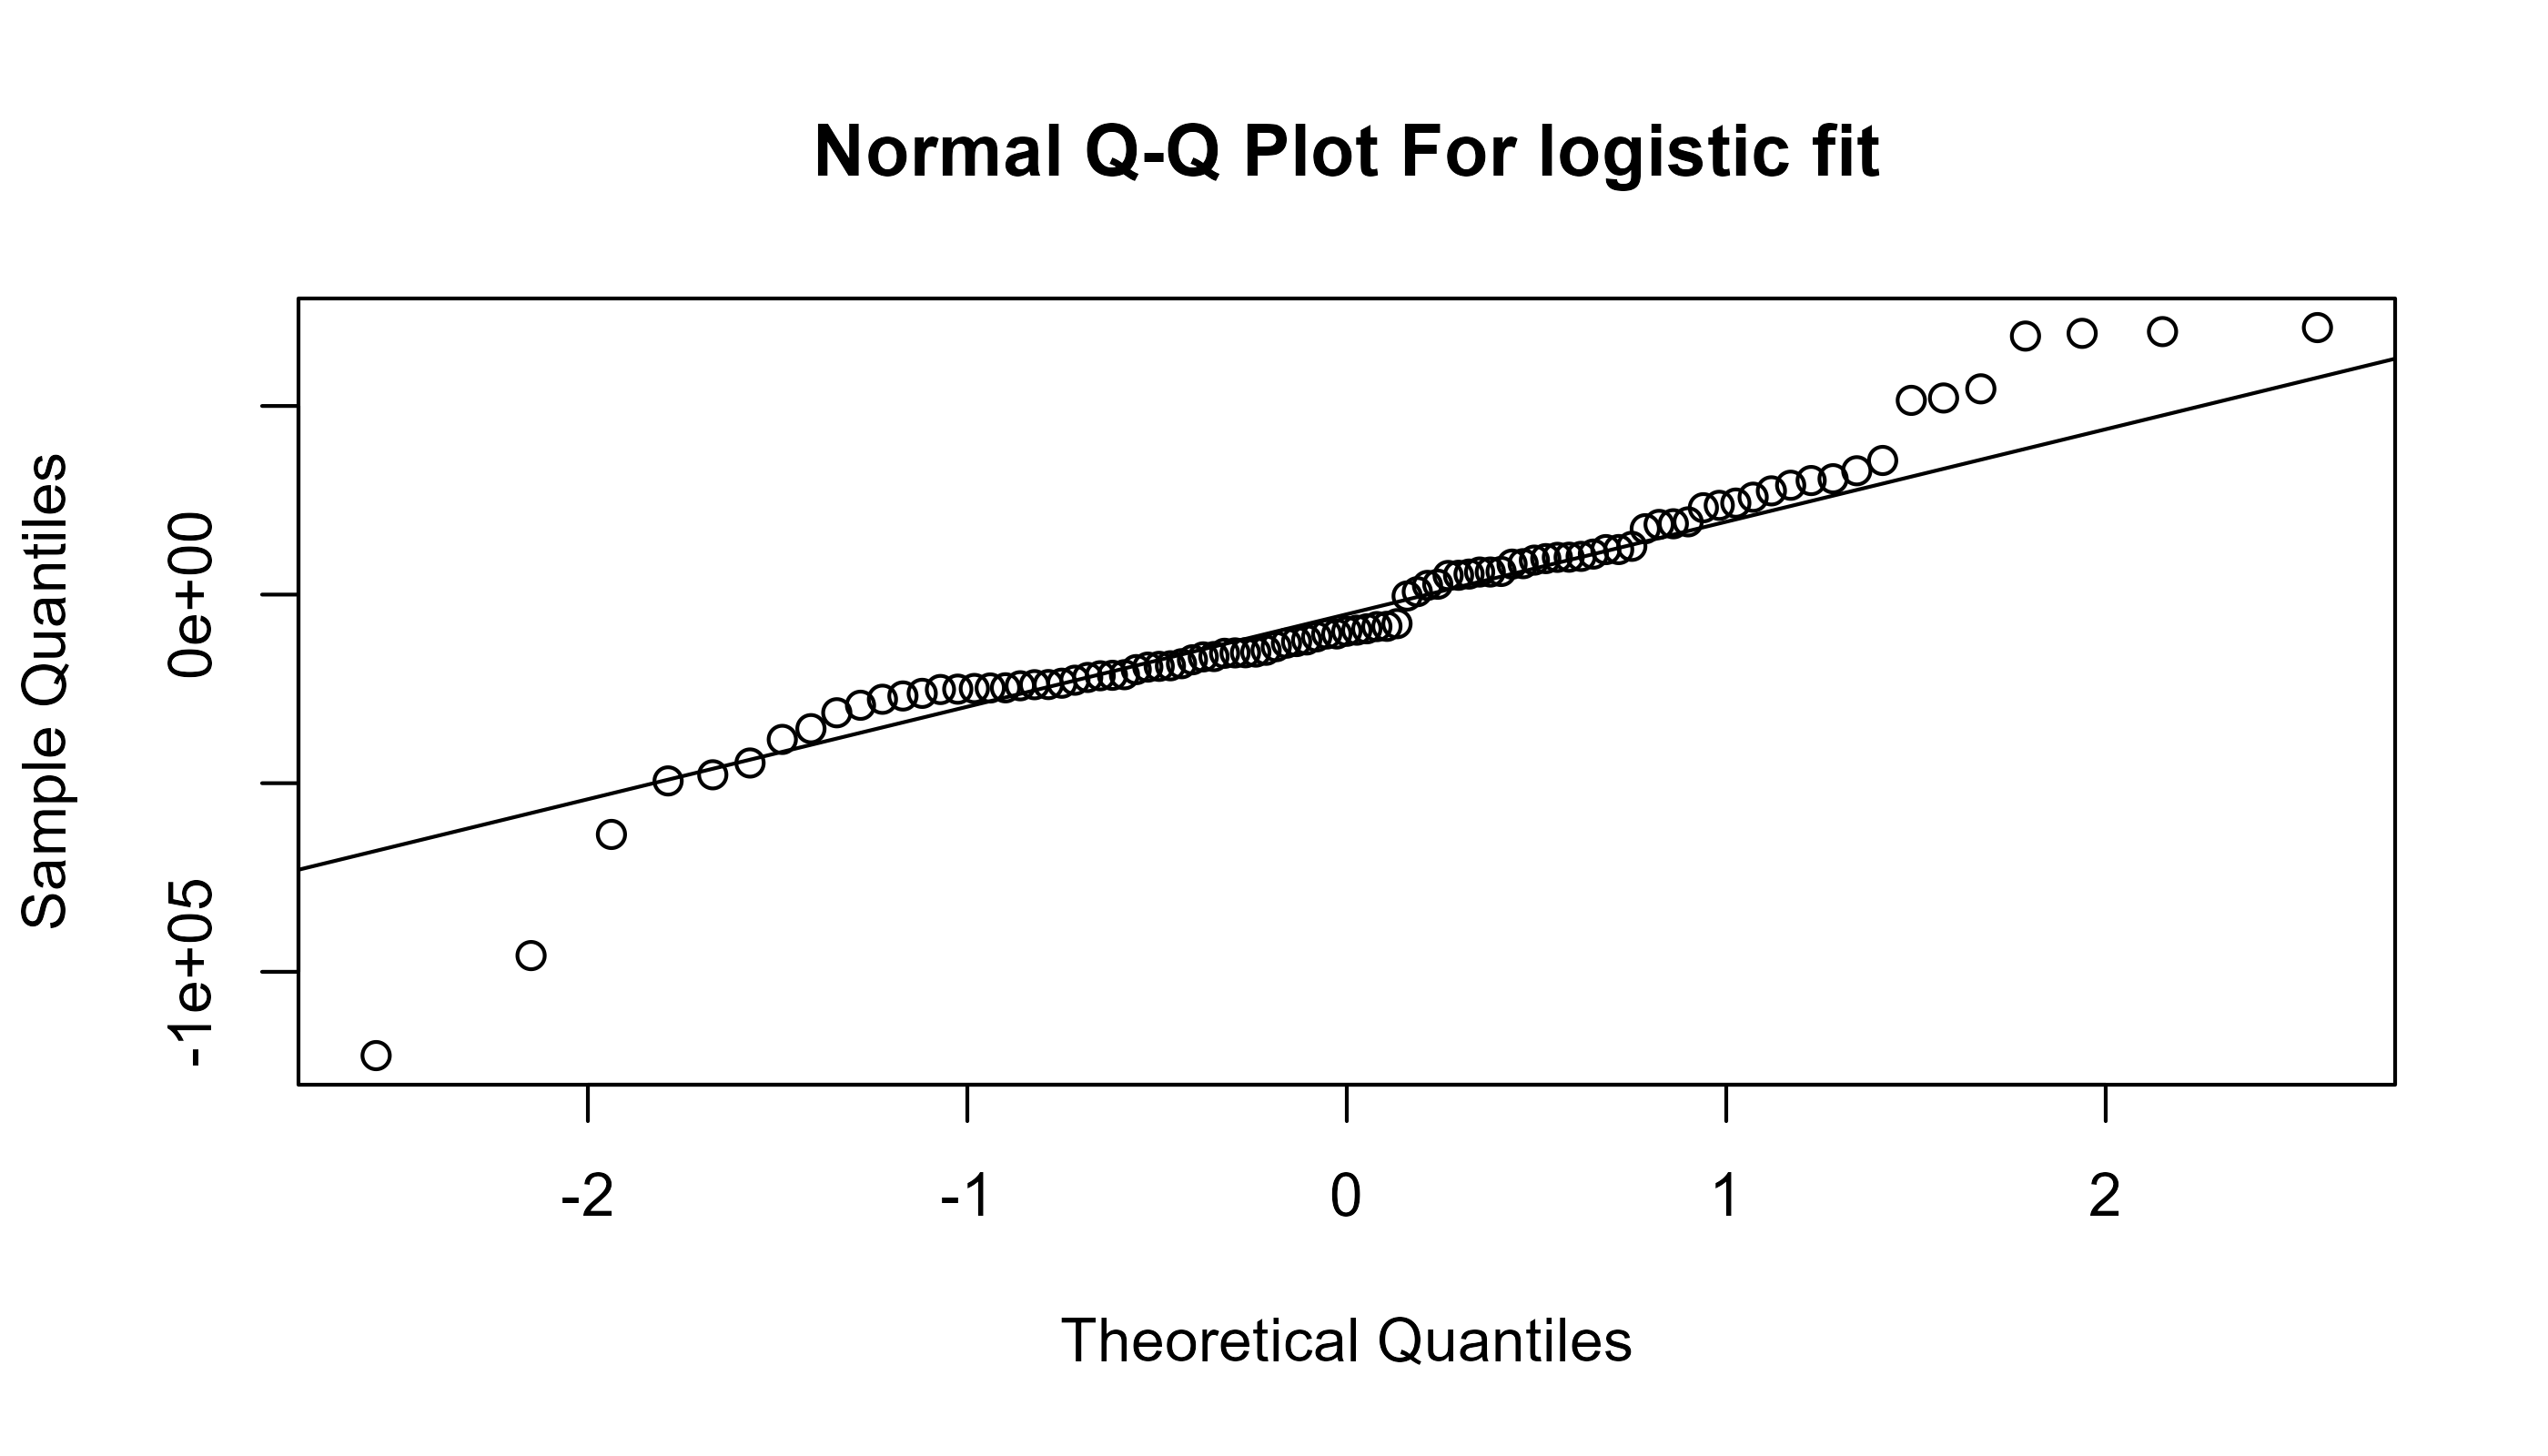 Normal Q-Q Plot For logistic fit
Sample Quantiles
0e+00
-1e+05
-2
-1
0
1
2
Theoretical Quantiles